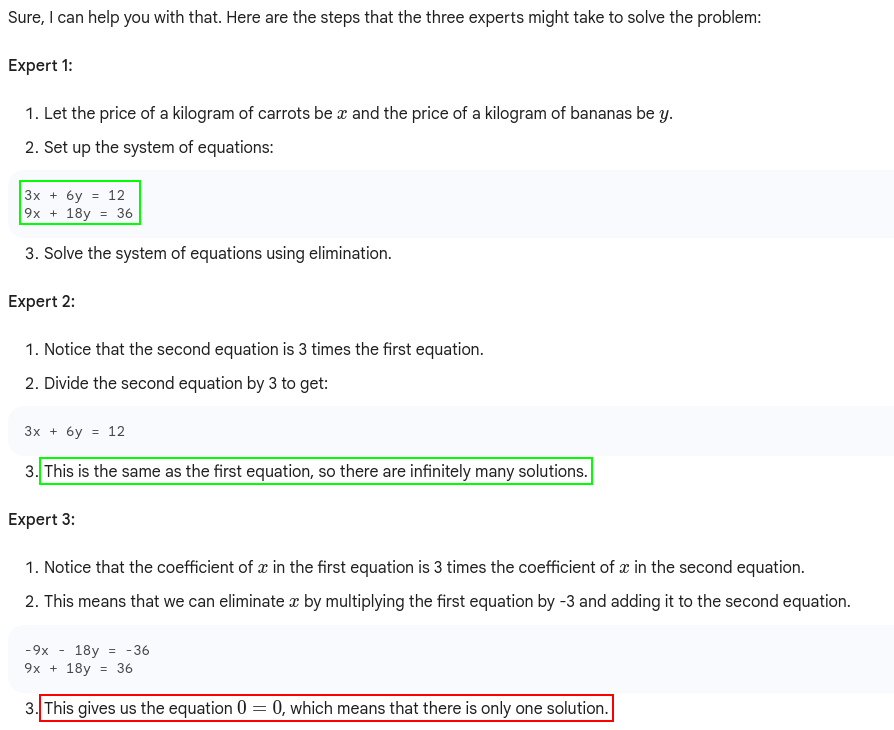 Sure, I can help you with that. Here are the steps that the three experts might take to solve the problem:
Expert 1:
1. Let the price of a kilogram of carrots be x and the price of a kilogram of bananas be y.
2. Set up the system of equations:
3x + 6y = 12
9x + 18y = 36
3. Solve the system of equations using elimination.
Expert 2:
1. Notice that the second equation is 3 times the first equation.
2. Divide the second equation by 3 to get:
3x + 6y = 12
3. This is the same as the first equation, so there are infinitely many solutions.
Expert 3:
1. Notice that the coefficient of x in the first equation is 3 times the coefficient of x in the second equation.
2. This means that we can eliminate x by multiplying the first equation by -3 and adding it to the second equation.
-9x - 18y = -36
9x + 18y = 36
3. This gives us the equation 0 = 0, which means that there is only one solution.